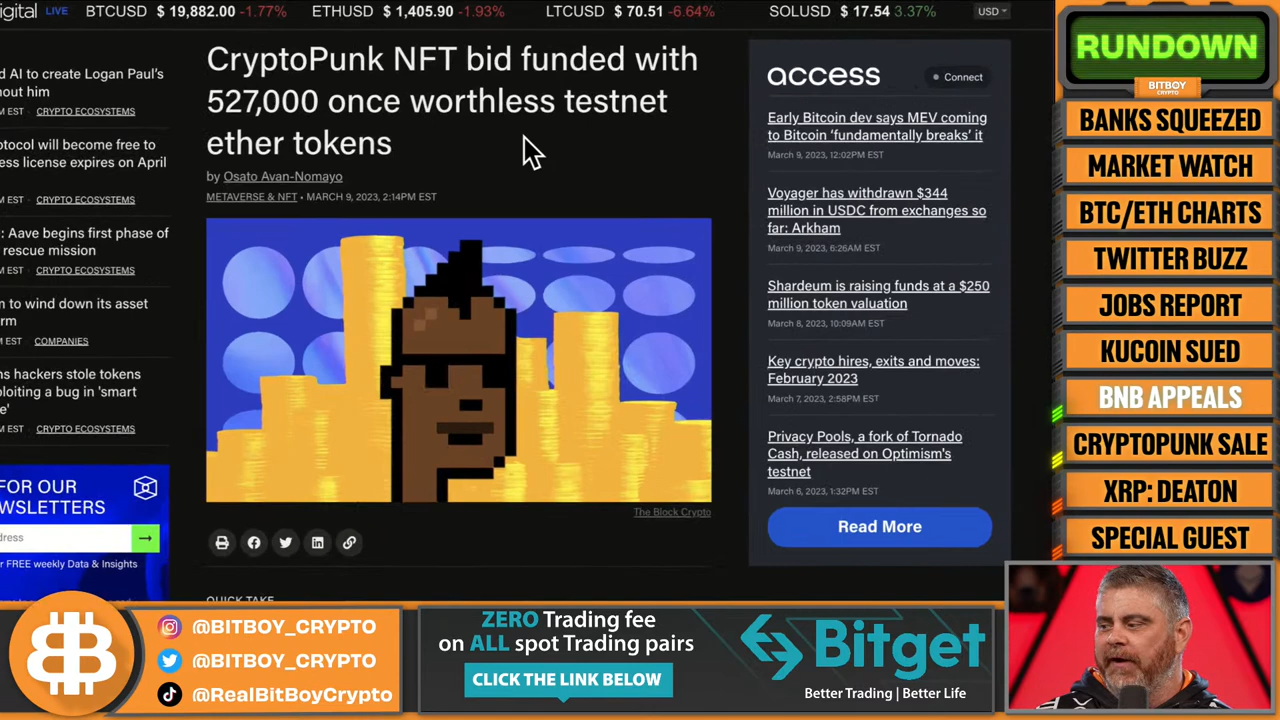 igital LIVE BTCUSD $ 19,882.00 -1.77% ETHUSD $ 1,405.90 -1.93% LTCUSD $ 70.51 -6.64% SOLUSD $ 17.54 3.37% USD
d AI to create Logan Paul's
hout him
M EST · CRYPTO ECOSYSTEMS
otocol will become free to
ess license expires on April
EST · CRYPTO ECOSYSTEMS
: Aave begins first phase of
rescue mission
M EST · CRYPTO ECOSYSTEMS
m to wind down its asset
rm
M EST · COMPANIES
ns hackers stole tokens
ploiting a bug in 'smart
e'
M EST · CRYPTO ECOSYSTEMS
FOR OUR
WSLETTERS
dress →
r FREE weekly Data & Insights
CryptoPunk NFT bid funded with
527,000 once worthless testnet
ether tokens
by Osato Avan-Nomayo
METAVERSE & NFT • MARCH 9, 2023, 2:14PM EST
The Block Crypto
QUICK TAKE
access Connect
Early Bitcoin dev says MEV coming
to Bitcoin 'fundamentally breaks' it
March 9, 2023, 12:02PM EST
Voyager has withdrawn $344
million in USDC from exchanges so
far: Arkham
March 9, 2023, 6:26AM EST
Shardeum is raising funds at a $250
million token valuation
March 8, 2023, 10:09AM EST
Key crypto hires, exits and moves:
February 2023
March 7, 2023, 2:58PM EST
Privacy Pools, a fork of Tornado
Cash, released on Optimism's
testnet
March 6, 2023, 1:32PM EST
Read More
RUNDOWN
BITBOY
CRYPTO
BANKS SQUEEZED
MARKET WATCH
BTC/ETH CHARTS
TWITTER BUZZ
JOBS REPORT
KUCOIN SUED
BNB APPEALS
CRYPTOPUNK SALE
XRP: DEATON
SPECIAL GUEST
@BITBOY_CRYPTO
@BITBOY_CRYPTO
@RealBitBoyCrypto
ZERO Trading fee
on ALL spot Trading pairs
CLICK THE LINK BELOW
Bitget
Better Trading | Better Life